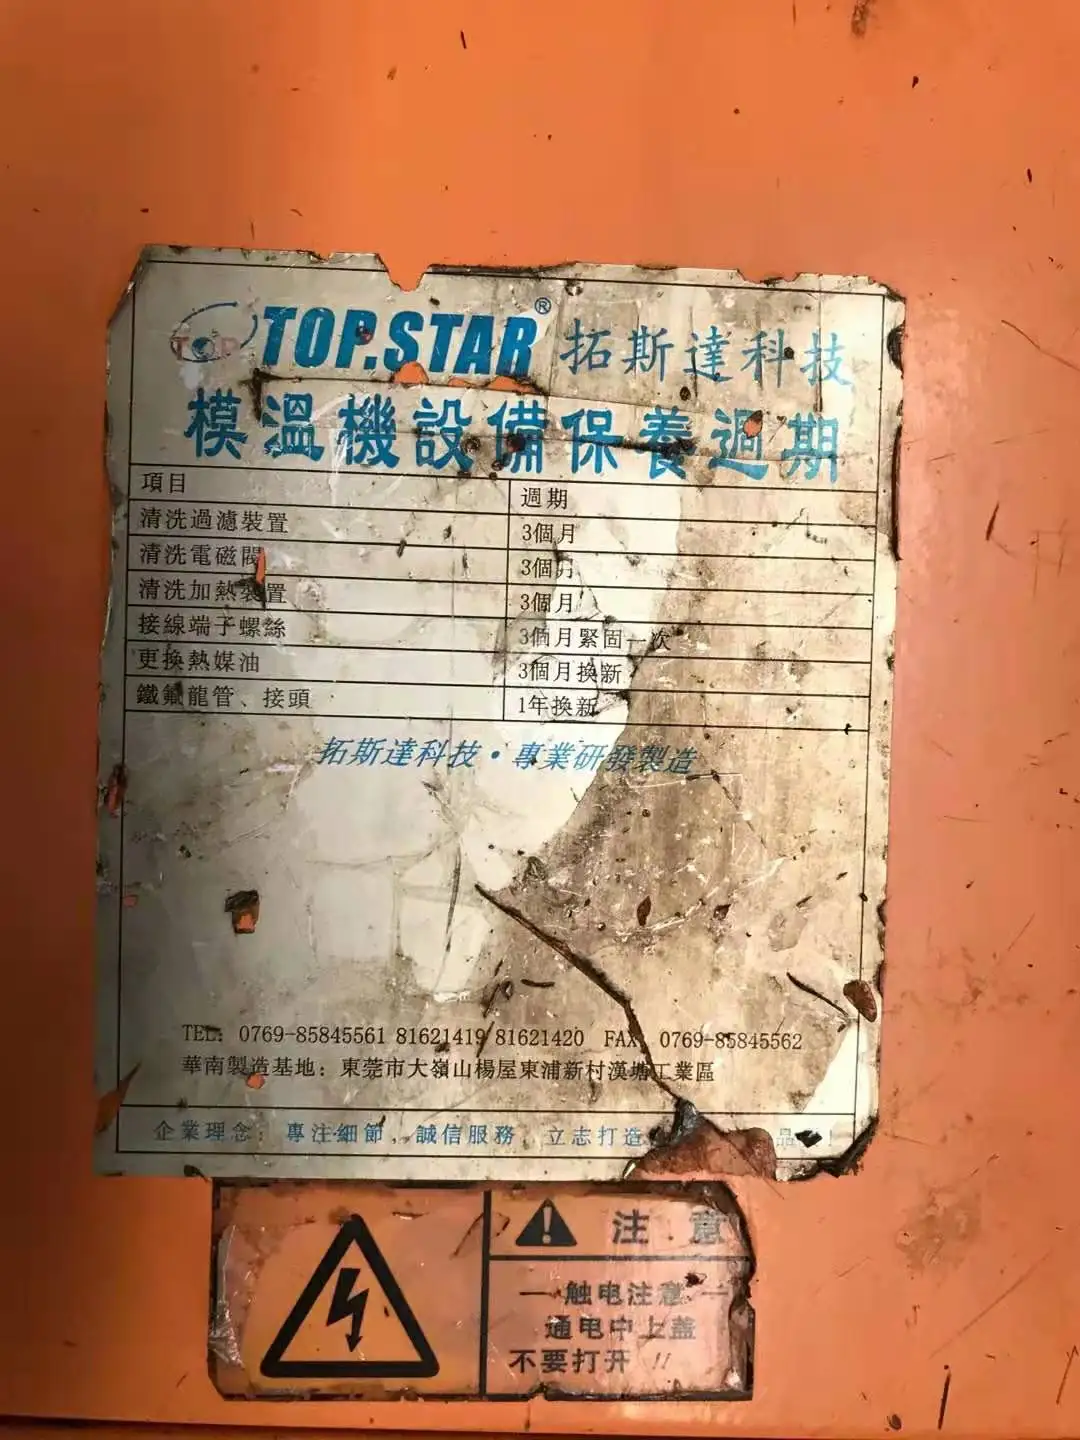 TOP TOP.STAR® 拓斯達科技
模溫機設備保養週期
項目 週期
清洗過濾裝置 3個月
清洗電磁閥 3個月
清洗加熱裝置 3個月
接線端子螺絲 3個月緊固一次
更換熱媒油 3個月換新
鐵氟龍管、接頭 1年換新
拓斯達科技·專業研發製造
TEL: 0769-85845561 81621419/81621420 FAX: 0769-85845562
華南製造基地: 東莞市大嶺山楊屋東浦新村漢塘工業區
企業理念: 專注細節, 誠信服務, 立志打造 品 !
注 意
一触电注意一
通电中上盖
不要打开 !!